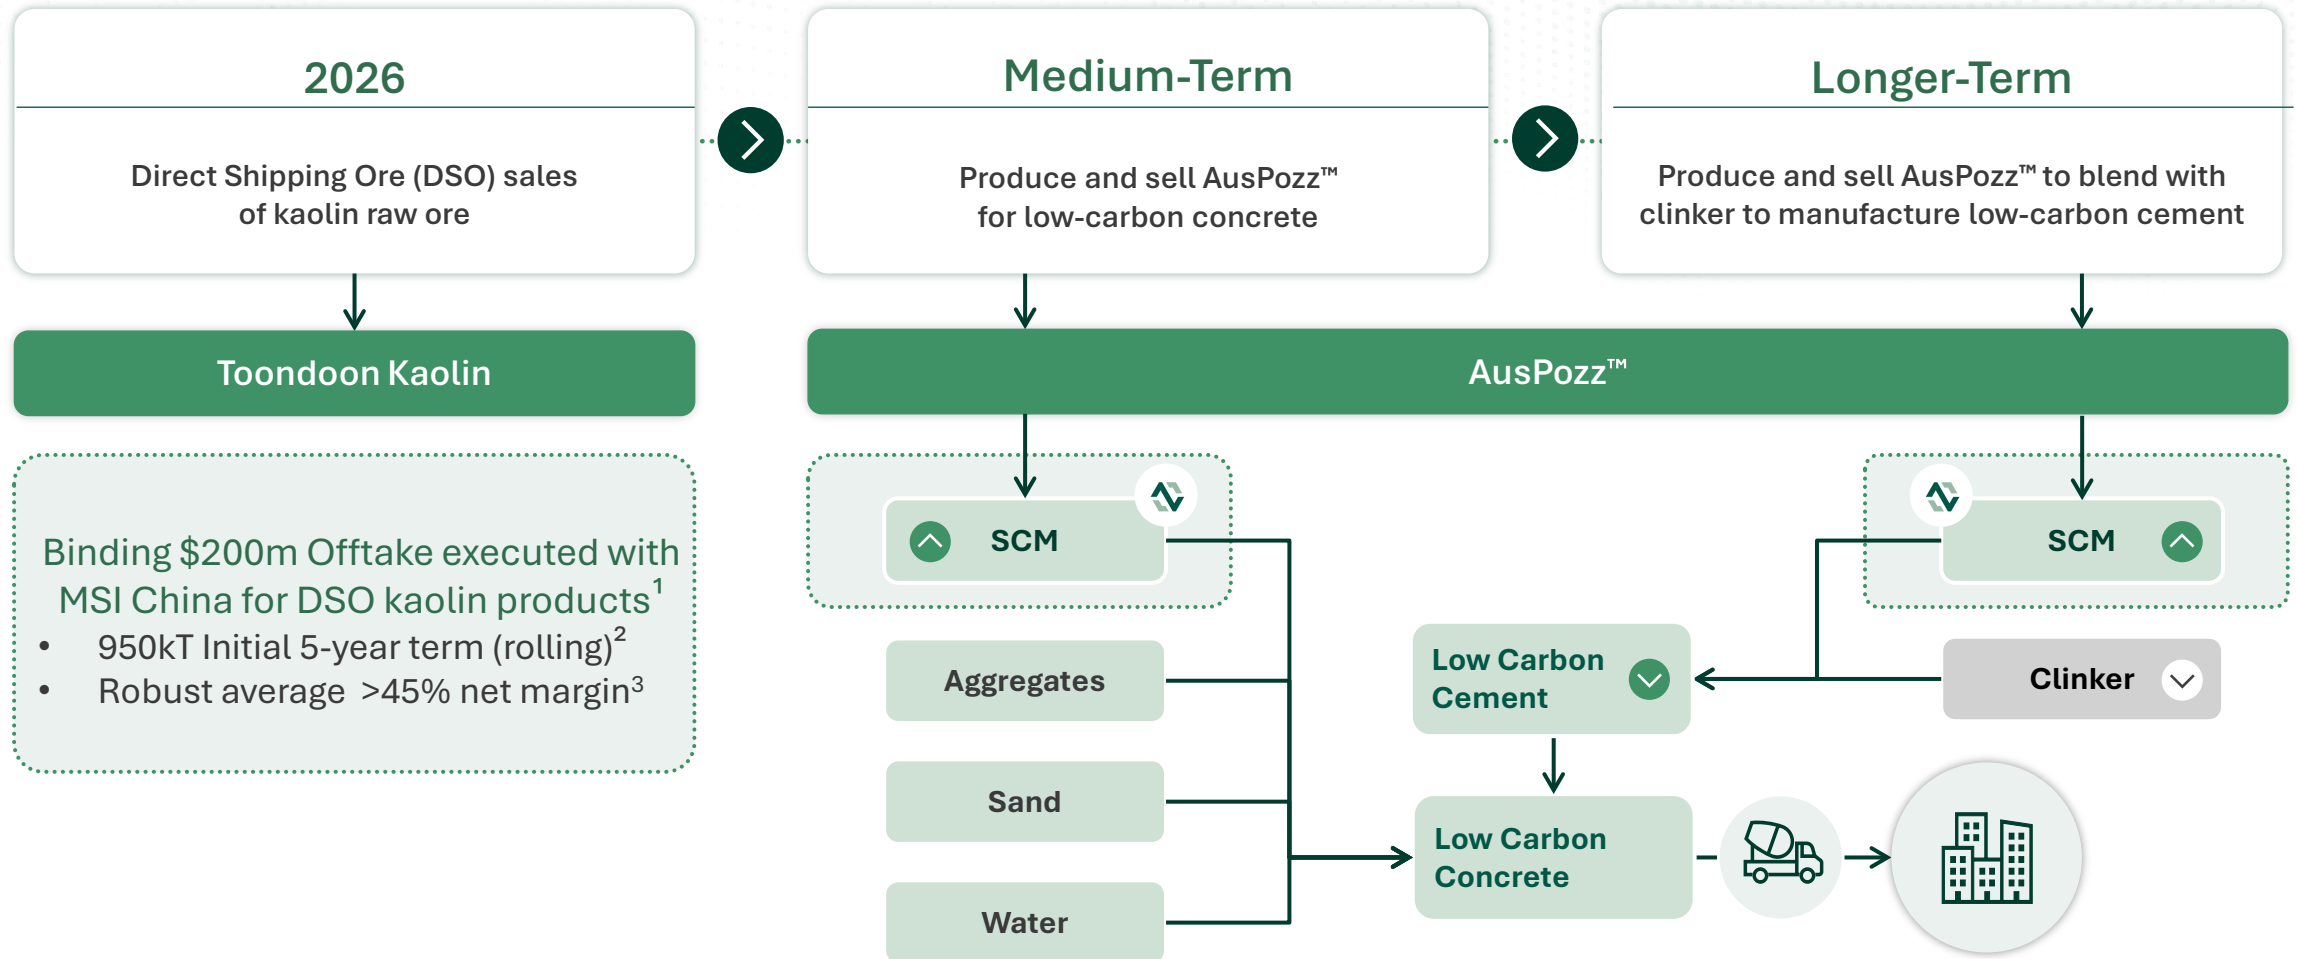 2026
Direct Shipping Ore (DSO) sales
of kaolin raw ore
Medium-Term
Produce and sell AusPozz™
for low-carbon concrete
Longer-Term
Produce and sell AusPozz™ to blend with
clinker to manufacture low-carbon cement
Toondoon Kaolin
AusPozz™
Binding $200m Offtake executed with
MSI China for DSO kaolin products¹
• 950kT Initial 5-year term (rolling)²
• Robust average >45% net margin³
SCM
Aggregates
Sand
Water
SCM
Clinker
Low Carbon
Cement
Low Carbon
Concrete